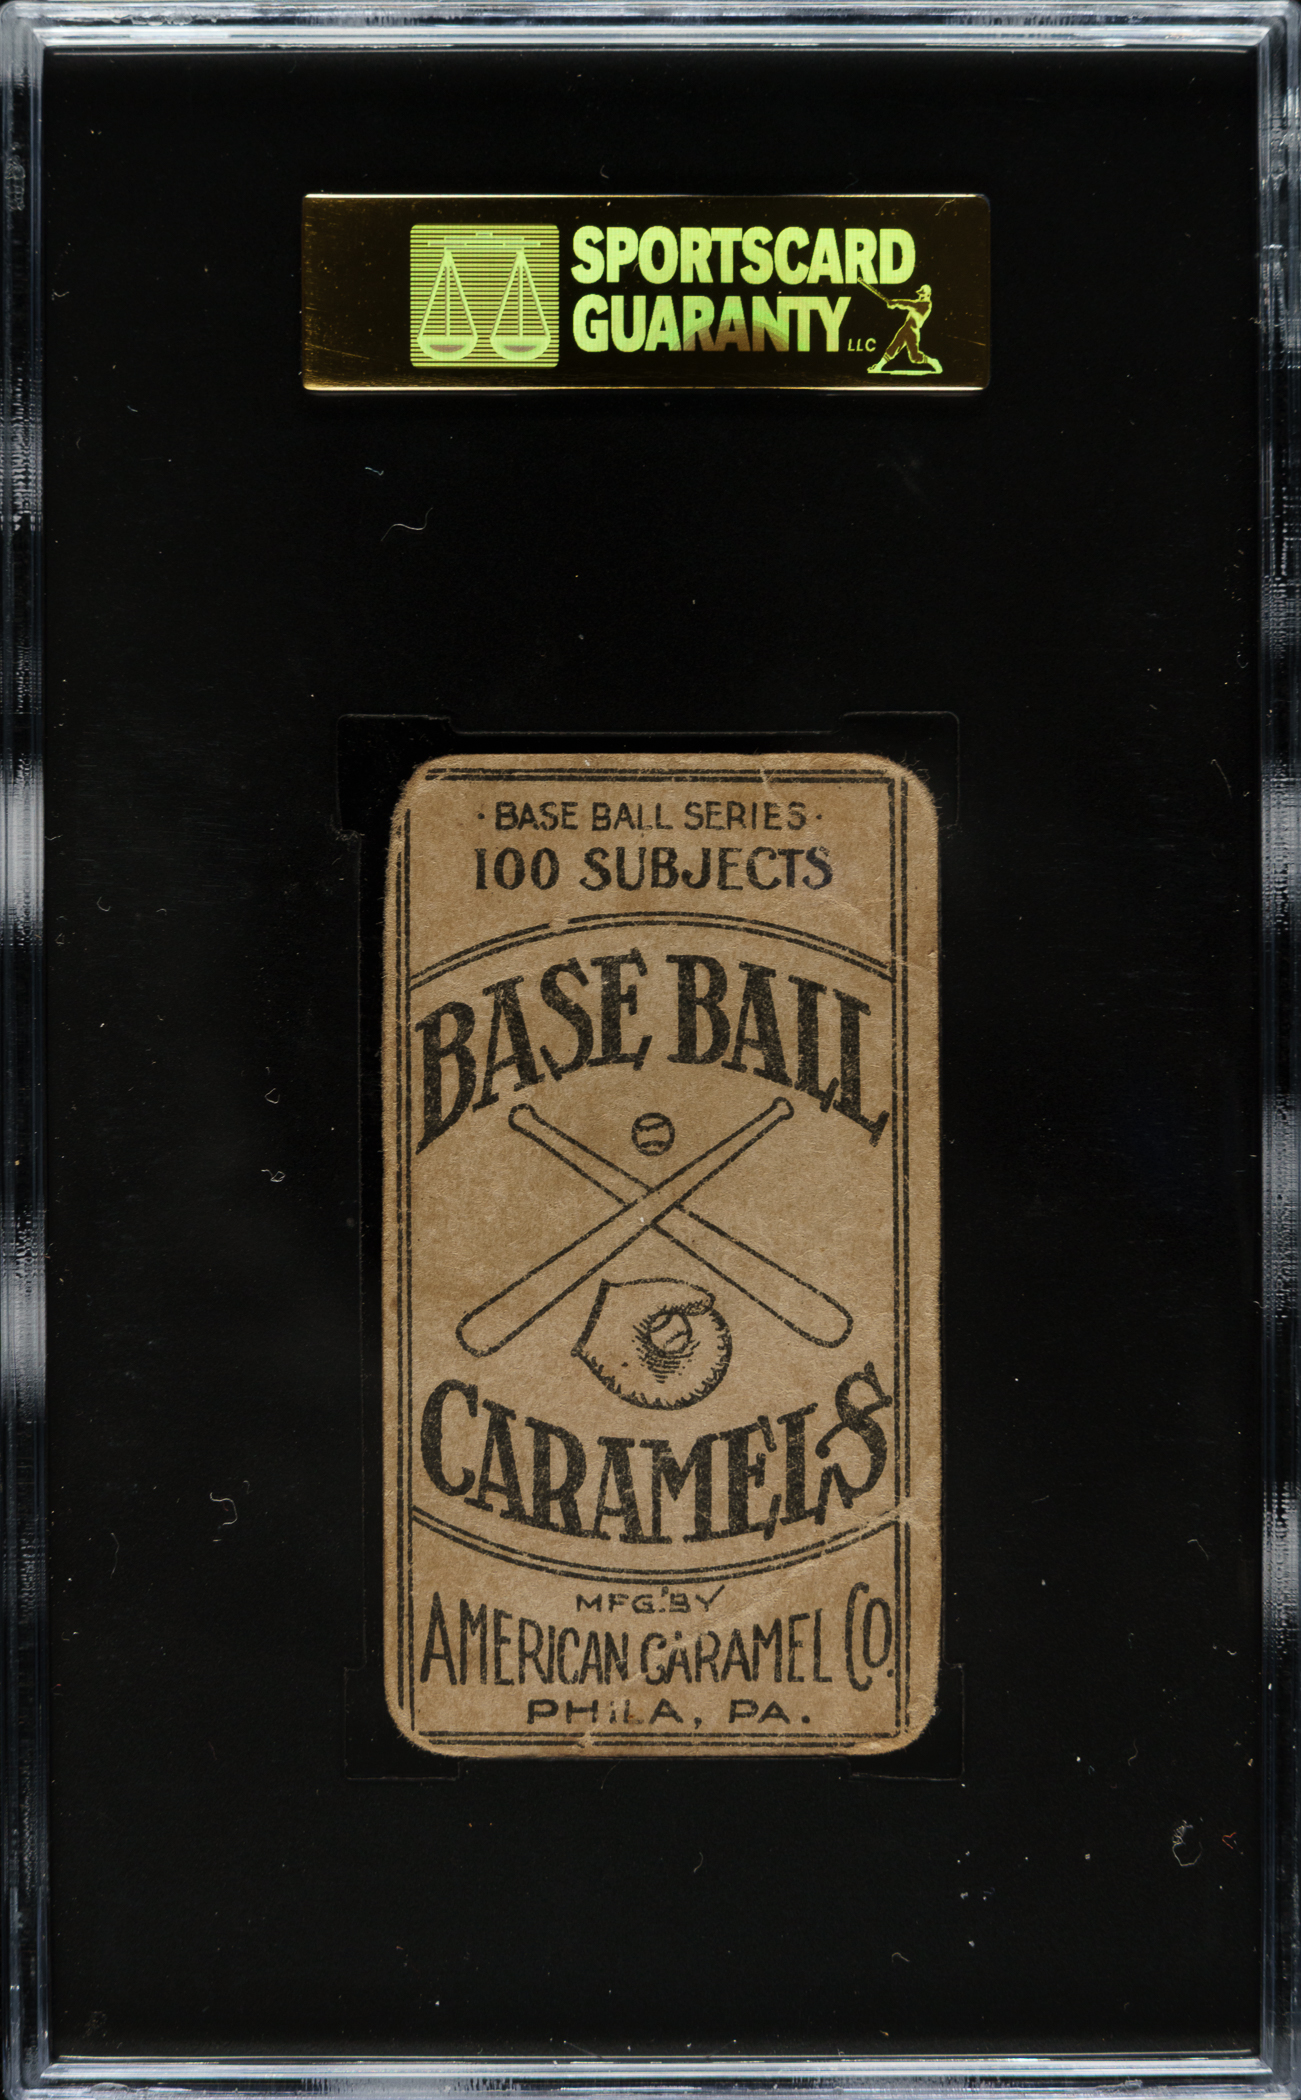 SPORTSCARD
GUARANTY LLC
· BASE BALL SERIES ·
100 SUBJECTS
BASE BALL
CARAMELS
MFG. BY
AMERICAN CARAMEL CO.
PHILA, PA.